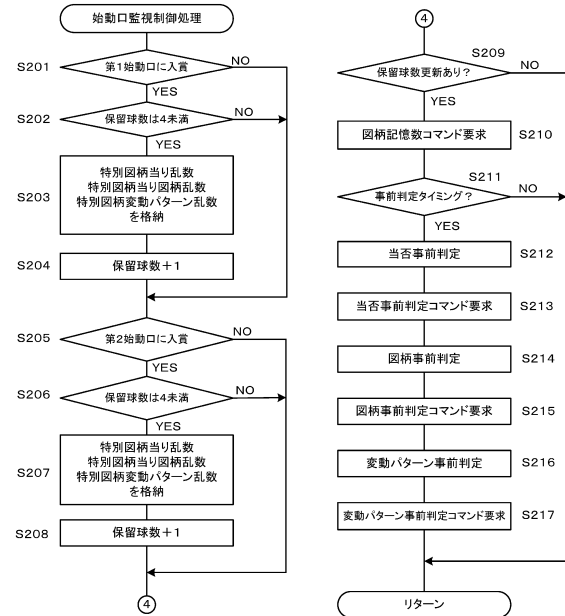 始動口監視制御処理
S201
第1始動口に入賞
NO
YES
S202
保留球数は4未満
NO
YES
S203
特別図柄当り乱数
特別図柄当り図柄乱数
特別図柄変動パターン乱数
を格納
S204
保留球数+1
S205
第2始動口に入賞
NO
YES
S206
保留球数は4未満
NO
YES
S207
特別図柄当り乱数
特別図柄当り図柄乱数
特別図柄変動パターン乱数
を格納
S208
保留球数+1
4
4
S209
保留球数更新あり?
NO
YES
図柄記憶数コマンド要求
S210
S211
事前判定タイミング?
NO
YES
当否事前判定
S212
当否事前判定コマンド要求
S213
図柄事前判定
S214
図柄事前判定コマンド要求
S215
変動パターン事前判定
S216
変動パターン事前判定コマンド要求
S217
リターン